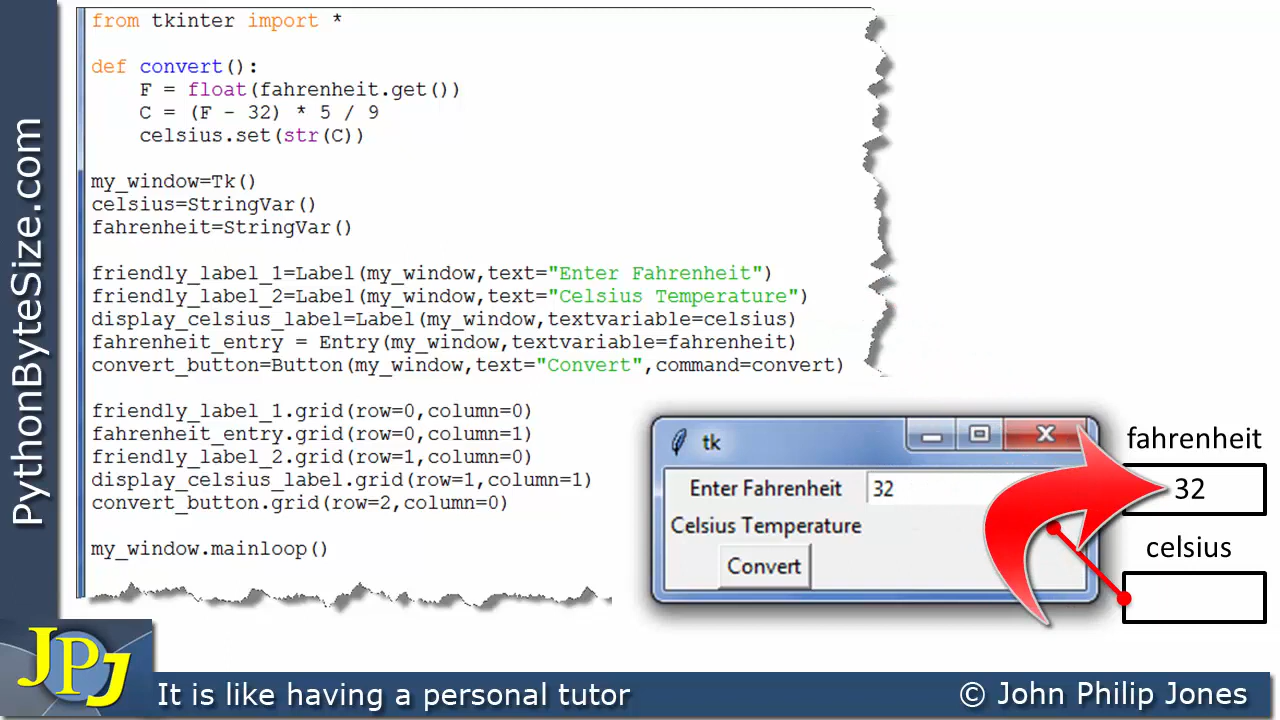 PythonByteSize.com
from tkinter import *
def convert():
    F = float(fahrenheit.get())
    C = (F - 32) * 5 / 9
    celsius.set(str(C))
my_window=Tk()
celsius=StringVar()
fahrenheit=StringVar()
friendly_label_1=Label(my_window,text="Enter Fahrenheit")
friendly_label_2=Label(my_window,text="Celsius Temperature")
display_celsius_label=Label(my_window,textvariable=celsius)
fahrenheit_entry = Entry(my_window,textvariable=fahrenheit)
convert_button=Button(my_window,text="Convert",command=convert)
friendly_label_1.grid(row=0,column=0)
fahrenheit_entry.grid(row=0,column=1)
friendly_label_2.grid(row=1,column=0)
display_celsius_label.grid(row=1,column=1)
convert_button.grid(row=2,column=0)
my_window.mainloop()
tk
Enter Fahrenheit 32
Celsius Temperature
Convert
fahrenheit
32
celsius
JPJ
It is like having a personal tutor
© John Philip Jones